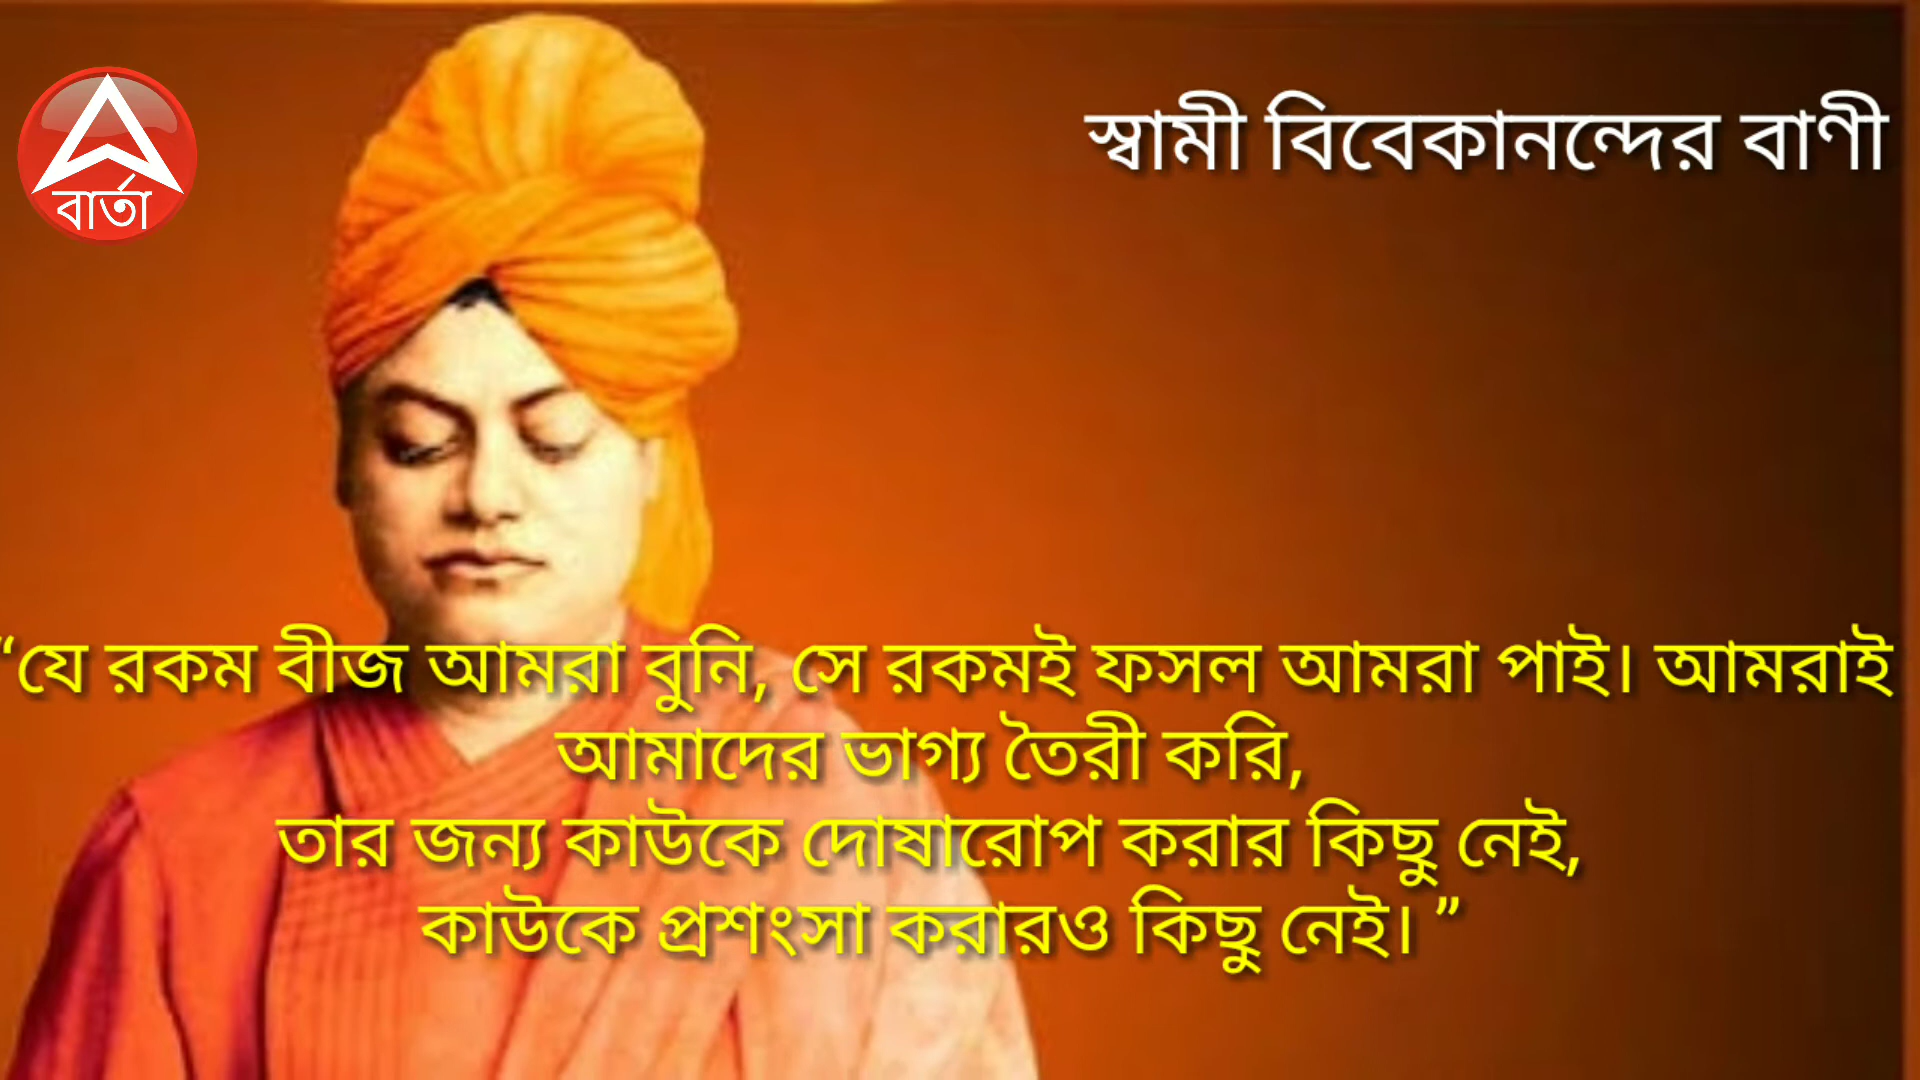 স্বামী বিবেকানন্দের বাণী
বার্তা
“যে রকম বীজ আমরা বুনি, সে রকমই ফসল আমরা পাই। আমরাই
আমাদের ভাগ্য তৈরী করি,
তার জন্য কাউকে দোষারোপ করার কিছু নেই,
কাউকে প্রশংসা করারও কিছু নেই। ”